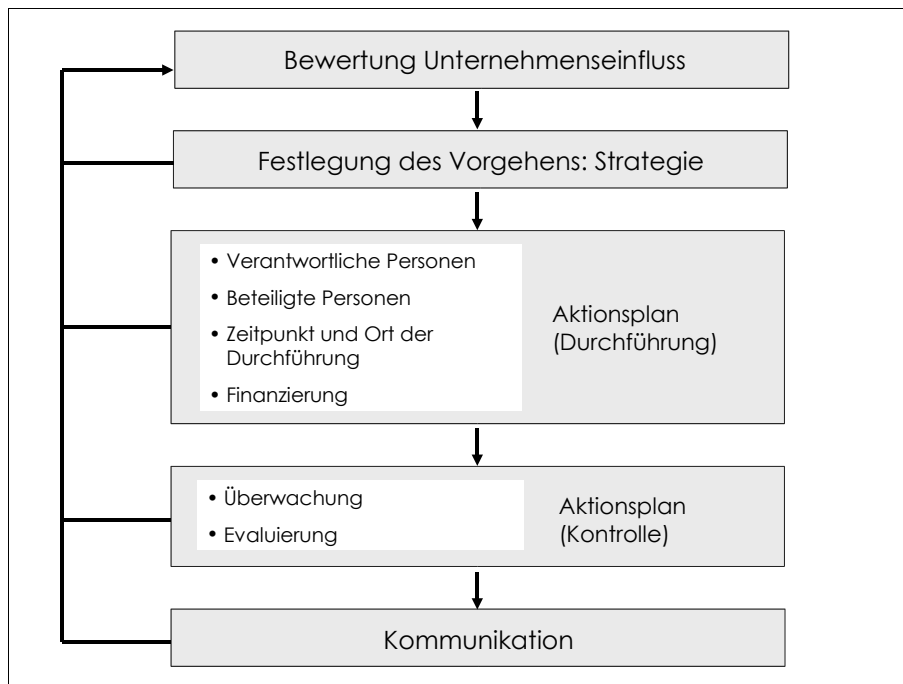 Bewertung Unternehmenseinfluss
Festlegung des Vorgehens: Strategie
• Verantwortliche Personen
• Beteiligte Personen
• Zeitpunkt und Ort der
Durchführung
• Finanzierung
Aktionsplan
(Durchführung)
• Überwachung
• Evaluierung
Aktionsplan
(Kontrolle)
Kommunikation